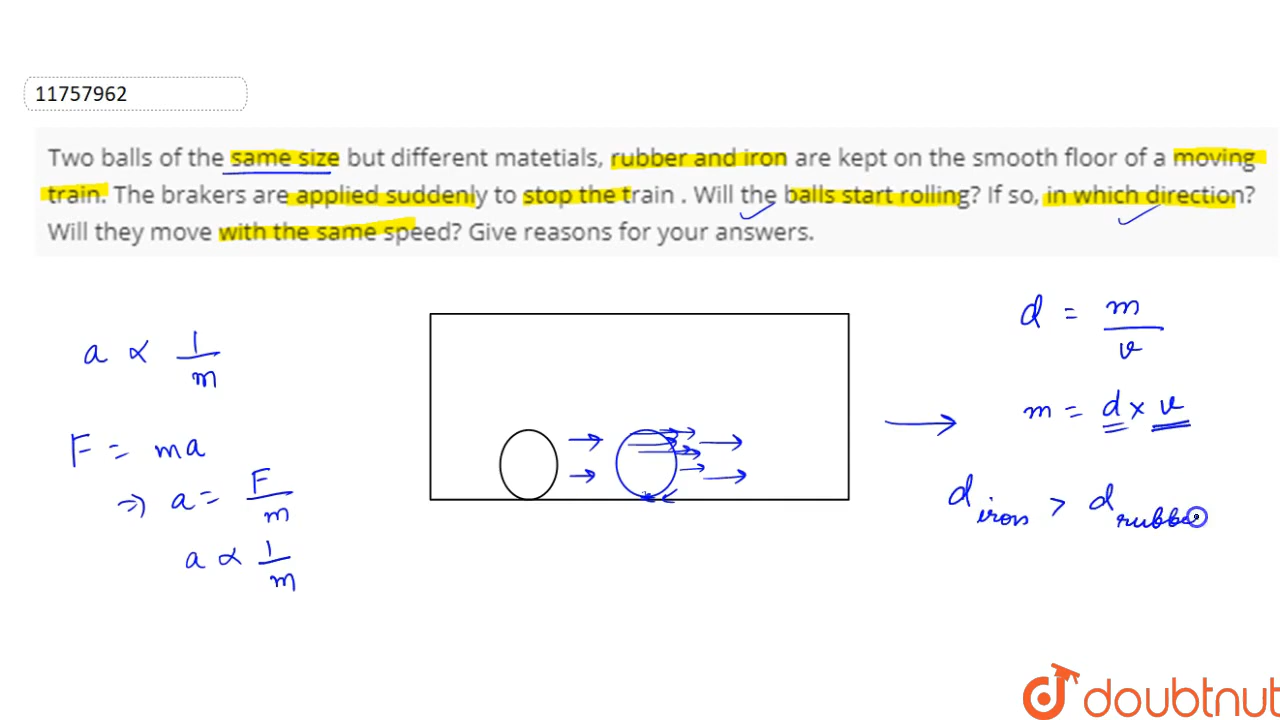 11757962
Two balls of the same size but different matetials, rubber and iron are kept on the smooth floor of a moving
train. The brakers are applied suddenly to stop the train . Will the balls start rolling? If so, in which direction?
Will they move with the same speed? Give reasons for your answers.
a ∝ 1/m
F = ma
⇒ a = F/m
a ∝ 1/m
d = m/v
m = d × v
d iron > d rubbe
doubtnut